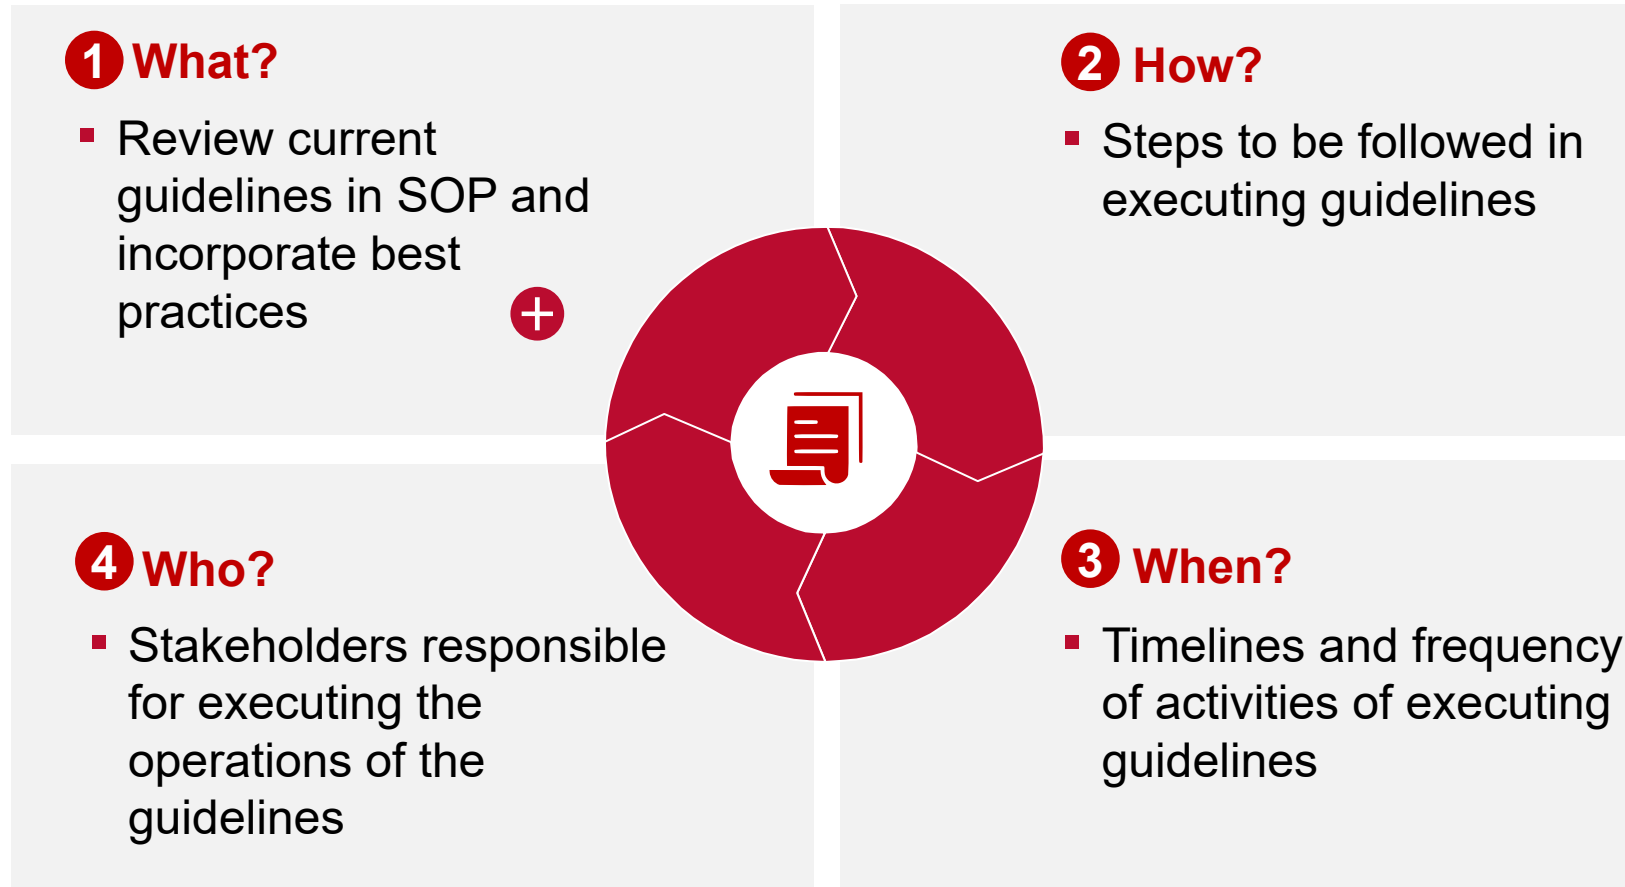 1 What?
▪ Review current
guidelines in SOP and
incorporate best
practices
+
2 How?
▪ Steps to be followed in
executing guidelines
3 When?
▪ Timelines and frequency
of activities of executing
guidelines
4 Who?
▪ Stakeholders responsible
for executing the
operations of the
guidelines